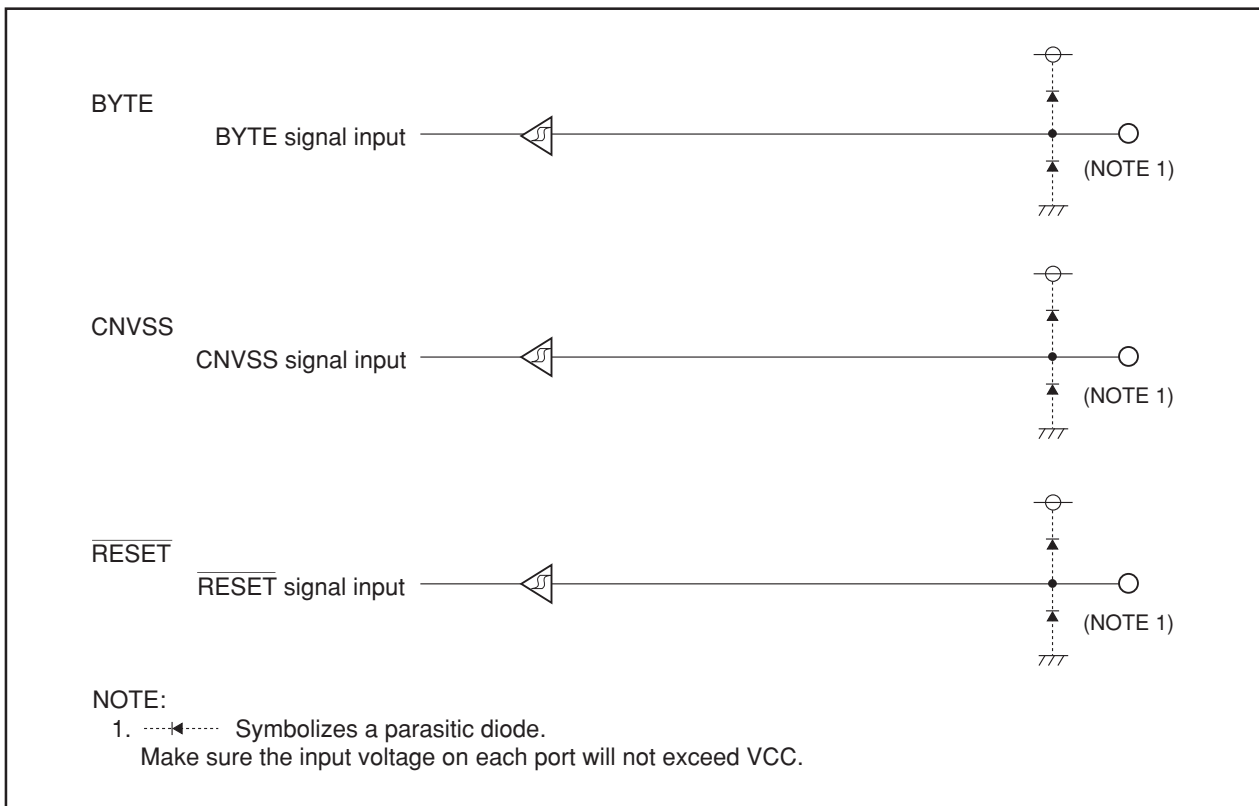 BYTE
BYTE signal input
(NOTE 1)
CNVSS
CNVSS signal input
(NOTE 1)
RESET
RESET signal input
(NOTE 1)
NOTE:
1. Symbolizes a parasitic diode.
Make sure the input voltage on each port will not exceed VCC.